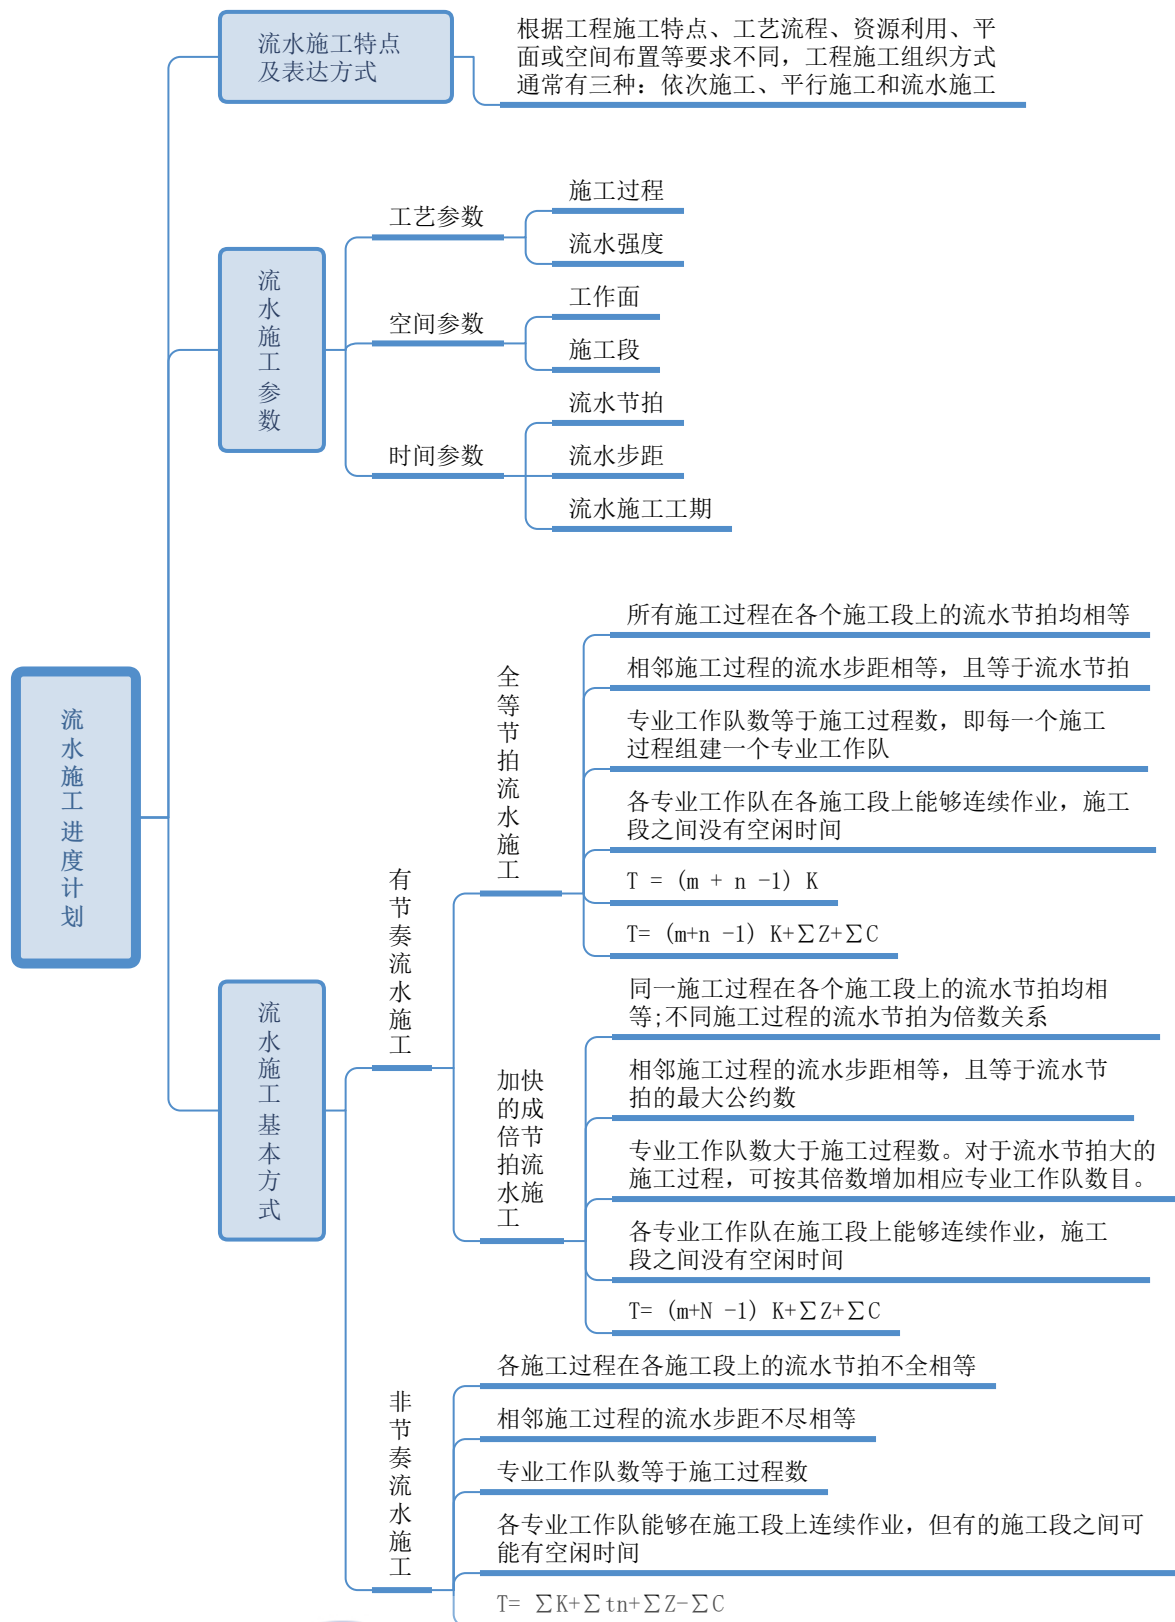 流水施工特点
及表达方式
根据工程施工特点、工艺流程、资源利用、平
面或空间布置等要求不同，工程施工组织方式
通常有三种：依次施工、平行施工和流水施工
流水施工参数
工艺参数
施工过程
流水强度
空间参数
工作面
施工段
时间参数
流水节拍
流水步距
流水施工工期
流水施工进度计划
流水施工基本方式
有节奏流水施工
全等节拍流水施工
所有施工过程在各个施工段上的流水节拍均相等
相邻施工过程的流水步距相等，且等于流水节拍
专业工作队数等于施工过程数，即每一个施工
过程组建一个专业工作队
各专业工作队在各施工段上能够连续作业，施工
段之间没有空闲时间
T = (m + n -1) K
T= (m+n -1) K+∑Z+∑C
加快
的成
倍节
拍流
水施
工
同一施工过程在各个施工段上的流水节拍均相
等;不同施工过程的流水节拍为倍数关系
相邻施工过程的流水步距相等，且等于流水节
拍的最大公约数
专业工作队数大于施工过程数。对于流水节拍大的
施工过程，可按其倍数增加相应专业工作队数目。
各专业工作队在施工段上能够连续作业，施工
段之间没有空闲时间
T= (m+N -1) K+∑Z+∑C
非节奏流水施工
各施工过程在各施工段上的流水节拍不全相等
相邻施工过程的流水步距不尽相等
专业工作队数等于施工过程数
各专业工作队能够在施工段上连续作业，但有的施工段之间可
能有空闲时间
T= ∑K+∑tn+∑Z-∑C